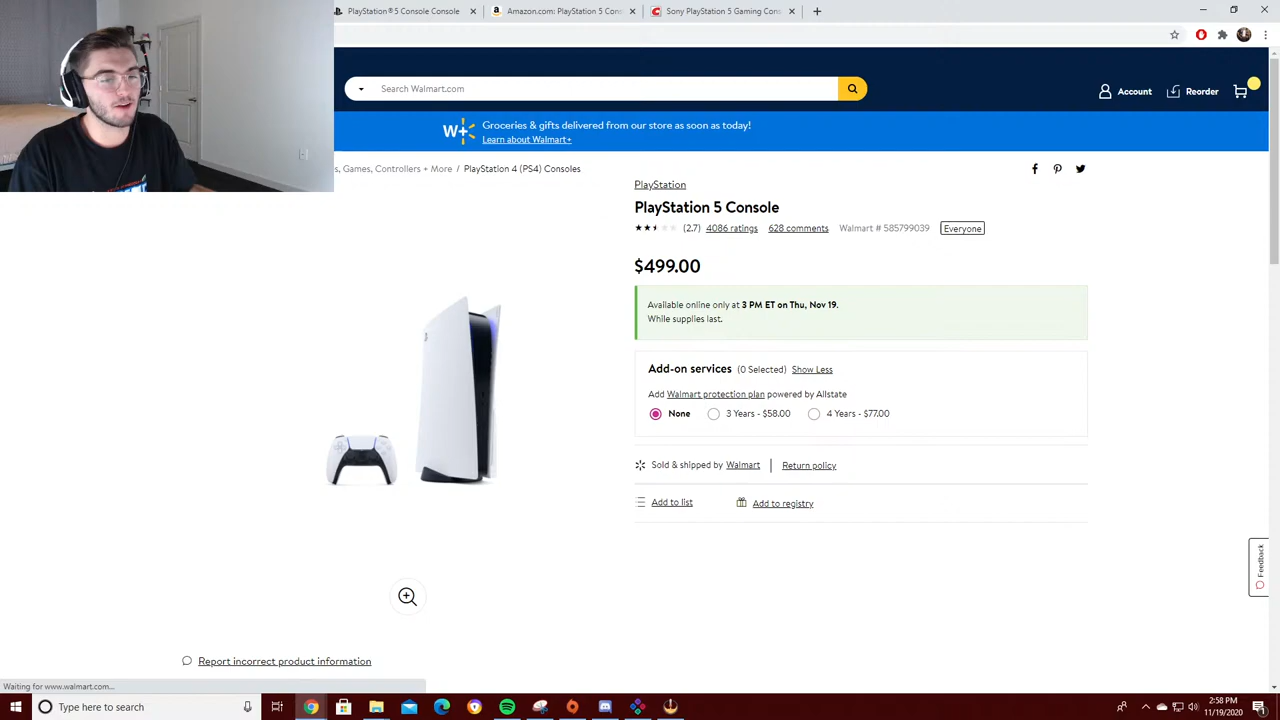 PlayStation®5 Console Console
Amazon.com: PlayStation 5 Con
Sony PlayStation 5 Gaming Con
Search Walmart.com
Account
Reorder
W+
Groceries & gifts delivered from our store as soon as today!
Learn about Walmart+
s, Games, Controllers + More / PlayStation 4 (PS4) Consoles
PlayStation
PlayStation 5 Console
(2.7) 4086 ratings 628 comments Walmart # 585799039 Everyone
$499.00
Available online only at 3 PM ET on Thu, Nov 19.
While supplies last.
Add-on services (0 Selected) Show Less
Add Walmart protection plan powered by Allstate
None 3 Years - $58.00 4 Years - $77.00
Sold & shipped by Walmart | Return policy
Add to list Add to registry
Feedback
Report incorrect product information
Waiting for www.walmart.com...
Type here to search
2:58 PM
11/19/2020